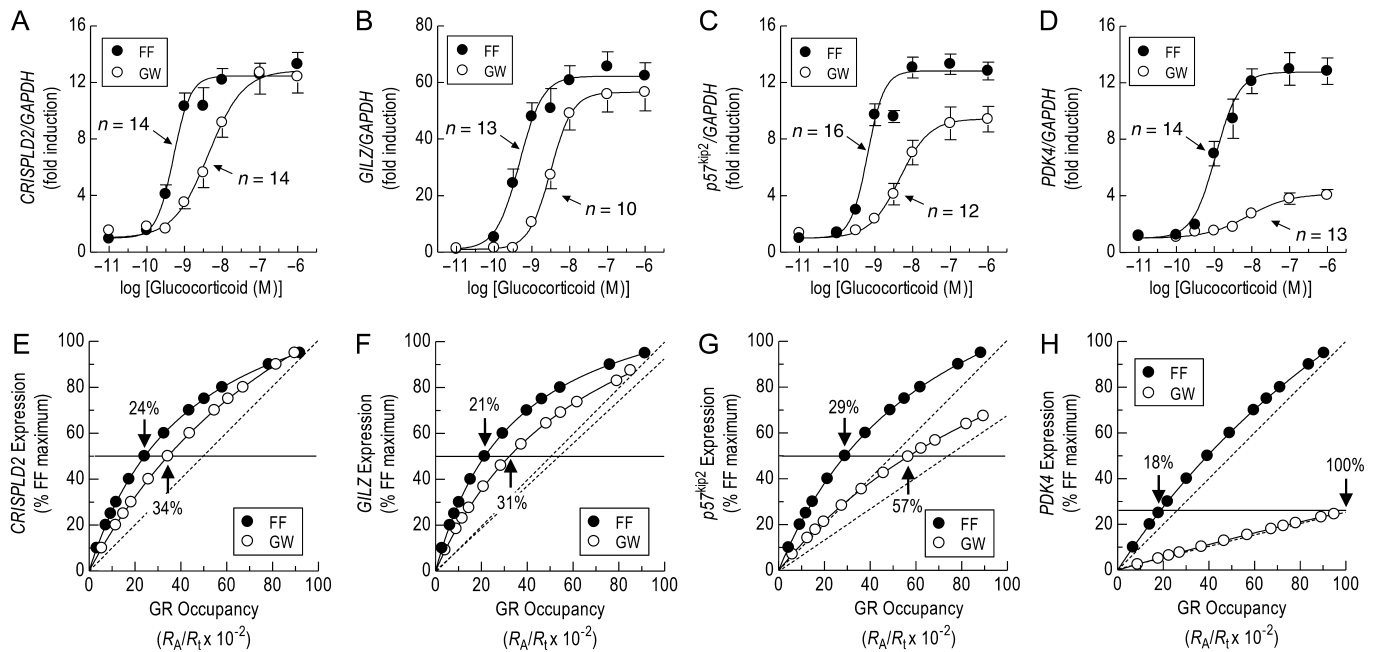 A
CRISPLD2/GAPDH
(fold induction)
16
12
8
4
0
FF
GW
n = 14
n = 14
−11 −10 −9 −8 −7 −6
log [Glucocorticoid (M)]
B
GILZ/GAPDH
(fold induction)
80
60
40
20
0
FF
GW
n = 13
n = 10
−11 −10 −9 −8 −7 −6
log [Glucocorticoid (M)]
C
p57kip2/GAPDH
(fold induction)
16
12
8
4
0
FF
GW
n = 16
n = 12
−11 −10 −9 −8 −7 −6
log [Glucocorticoid (M)]
D
PDK4/GAPDH
(fold induction)
16
12
8
4
0
FF
GW
n = 14
n = 13
−11 −10 −9 −8 −7 −6
log [Glucocorticoid (M)]
E
CRISPLD2 Expression
(% FF maximum)
100
80
60
40
20
0
24%
34%
FF
GW
0 20 40 60 80 100
GR Occupancy
(RA/Rt x 10-2)
F
GILZ Expression
(% FF maximum)
100
80
60
40
20
0
21%
31%
FF
GW
0 20 40 60 80 100
GR Occupancy
(RA/Rt x 10-2)
G
p57kip2 Expression
(% FF maximum)
100
80
60
40
20
0
29%
57%
FF
GW
0 20 40 60 80 100
GR Occupancy
(RA/Rt x 10-2)
H
PDK4 Expression
(% FF maximum)
100
80
60
40
20
0
FF
GW
18%
100%
0 20 40 60 80 100
GR Occupancy
(RA/Rt x 10-2)